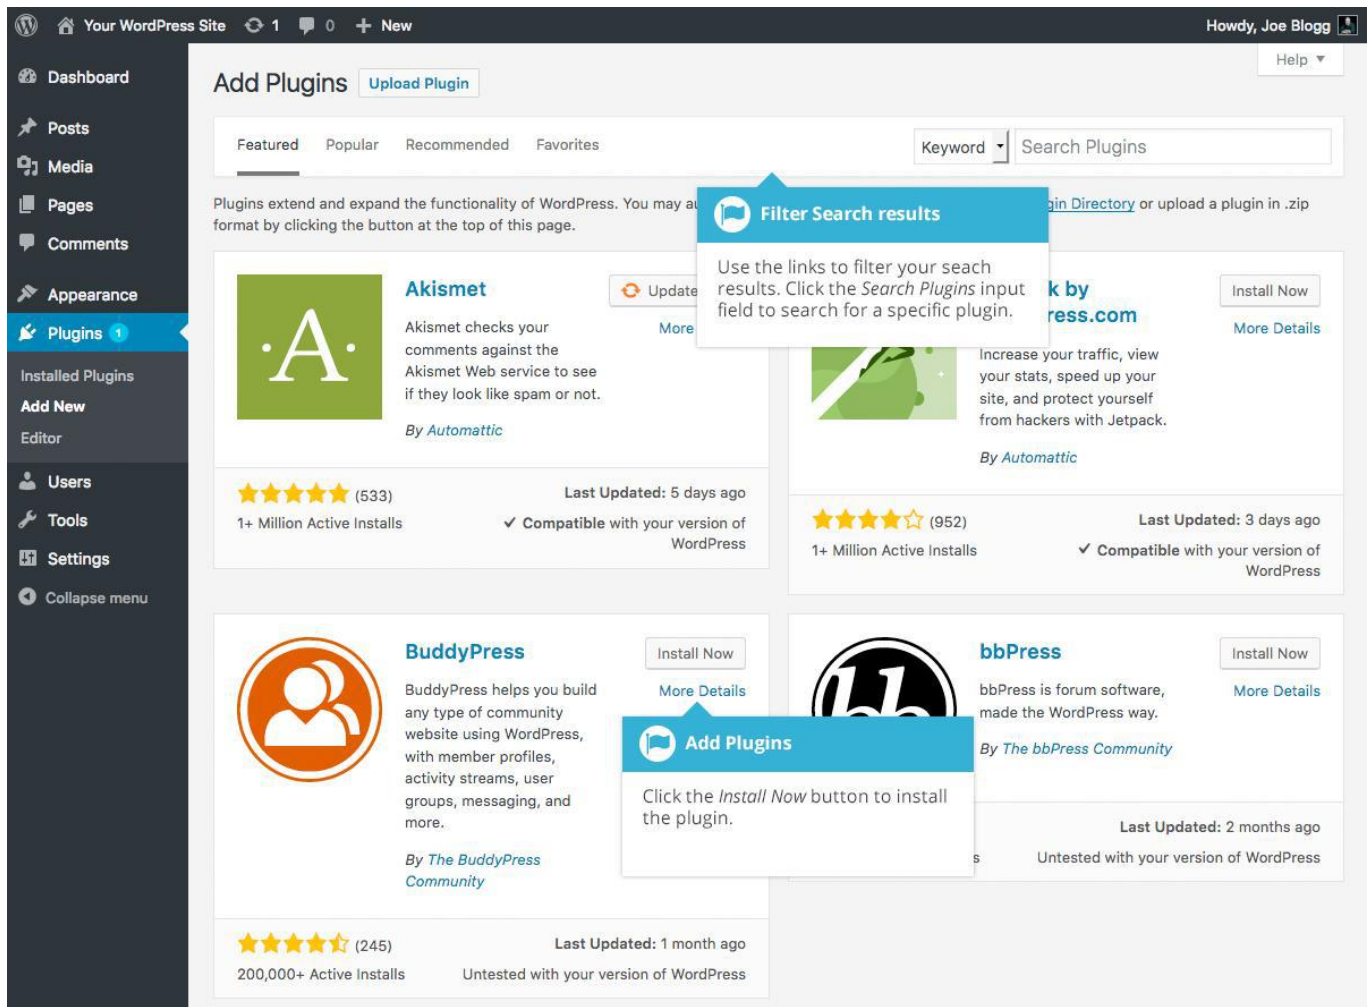 Your WordPress Site 1 0 + New Howdy, Joe Blogg
Help ▼
Dashboard
Posts
Media
Pages
Comments
Appearance
Plugins 1
Installed Plugins
Add New
Editor
Users
Tools
Settings
Collapse menu
Add Plugins Upload Plugin
Featured Popular Recommended Favorites Keyword Search Plugins
Plugins extend and expand the functionality of WordPress. You may au gin Directory or upload a plugin in .zip
format by clicking the button at the top of this page.
Filter Search results
Use the links to filter your seach
results. Click the Search Plugins input
field to search for a specific plugin.
·A·
Akismet
Update
More
Akismet checks your
comments against the
Akismet Web service to see
if they look like spam or not.
By Automattic
(533)
1+ Million Active Installs
Last Updated: 5 days ago
✓ Compatible with your version of
WordPress
k by
ress.com
Install Now
More Details
Increase your traffic, view
your stats, speed up your
site, and protect yourself
from hackers with Jetpack.
By Automattic
(952)
1+ Million Active Installs
Last Updated: 3 days ago
✓ Compatible with your version of
WordPress
BuddyPress
Install Now
More Details
BuddyPress helps you build
any type of community
website using WordPress,
with member profiles,
activity streams, user
groups, messaging, and
more.
By The BuddyPress
Community
(245)
200,000+ Active Installs
Last Updated: 1 month ago
Untested with your version of WordPress
Add Plugins
Click the Install Now button to install
the plugin.
bb
bbPress
Install Now
More Details
bbPress is forum software,
made the WordPress way.
By The bbPress Community
Last Updated: 2 months ago
s Untested with your version of WordPress